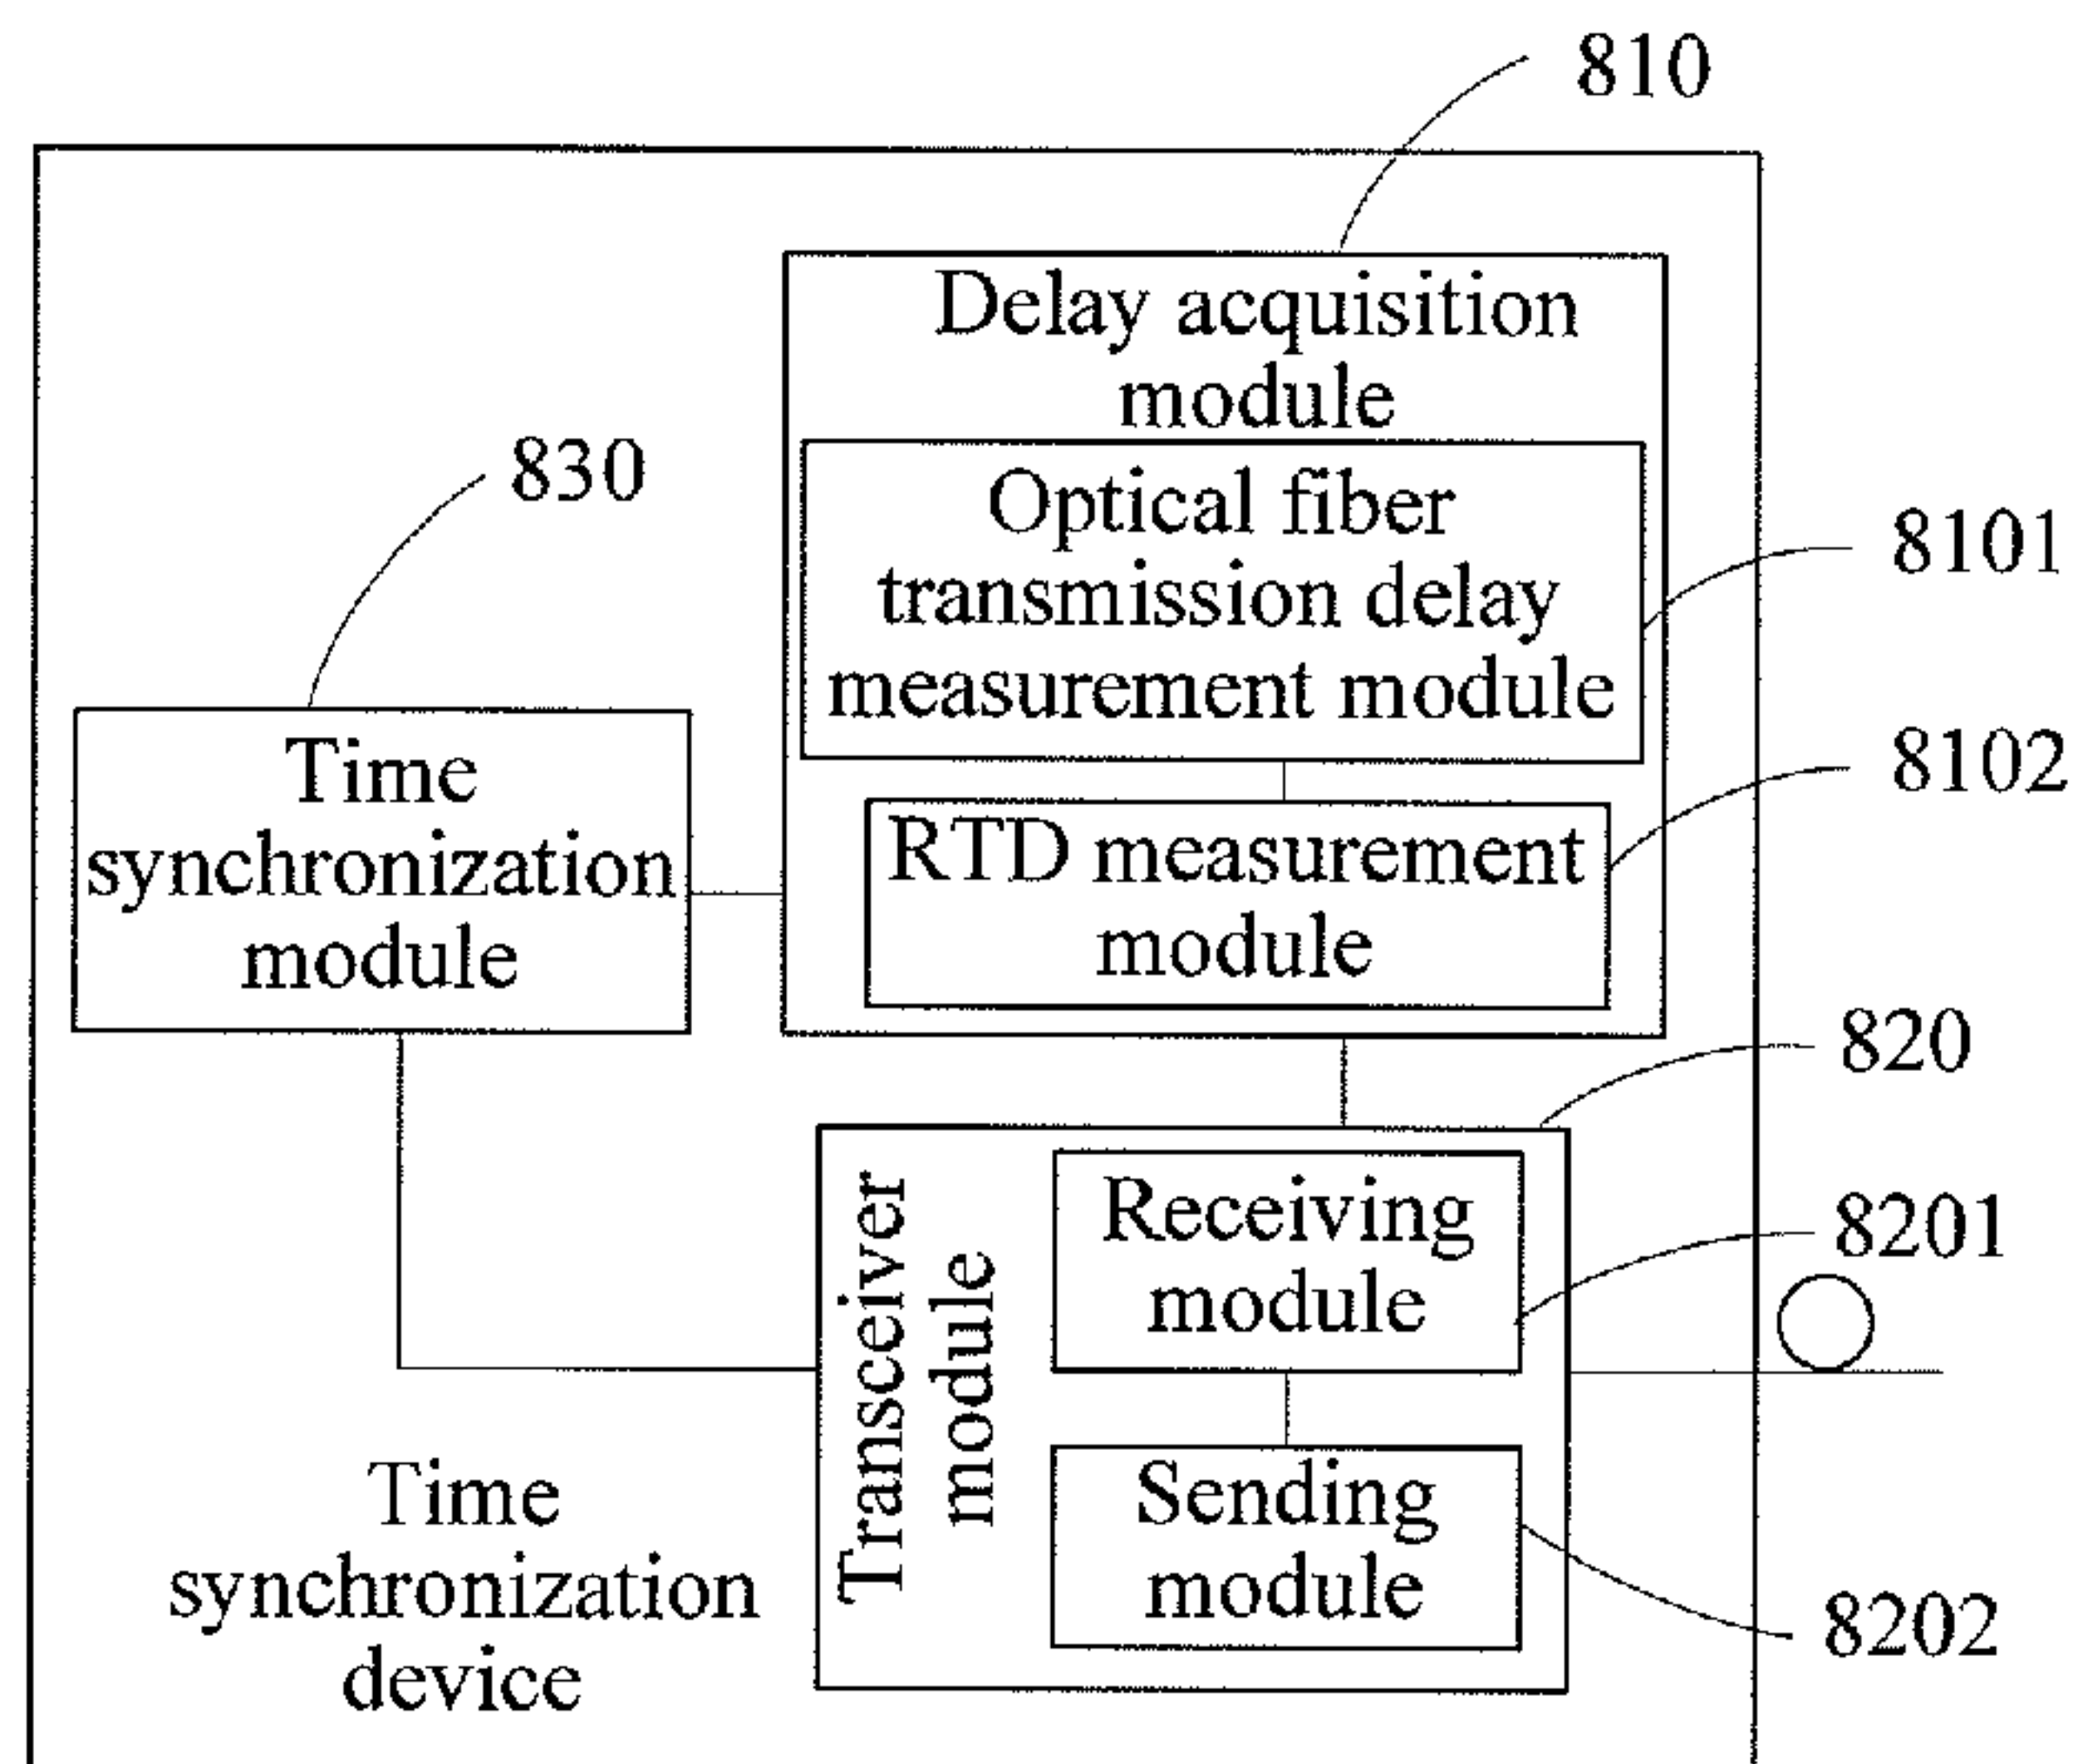 810
Delay acquisition
module
830
Optical fiber
transmission delay
measurement module
8101
8102
Time
synchronization
module
RTD measurement
module
820
Transceiver
module
Receiving
module
8201
Sending
module
8202
Time
synchronization
device